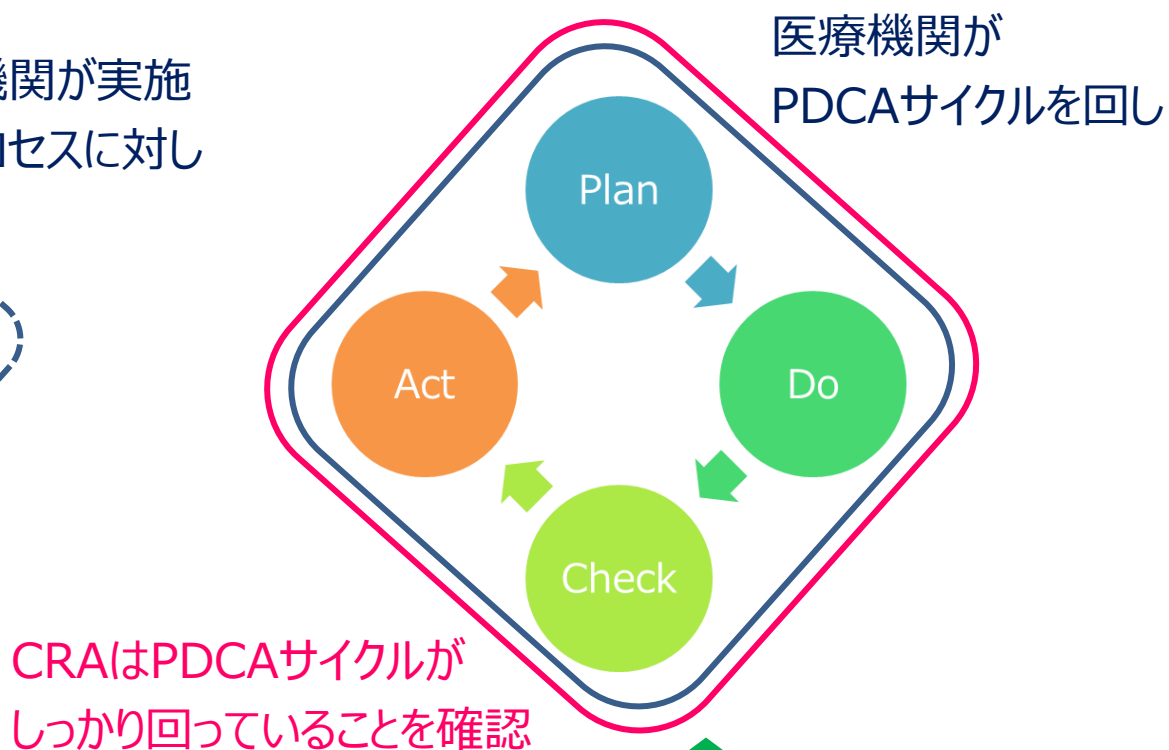 関が実施
セスに対し
医療機関が
PDCAサイクルを回し
Plan
Do
Check
Act
CRAはPDCAサイクルが
しっかり回っていることを確認